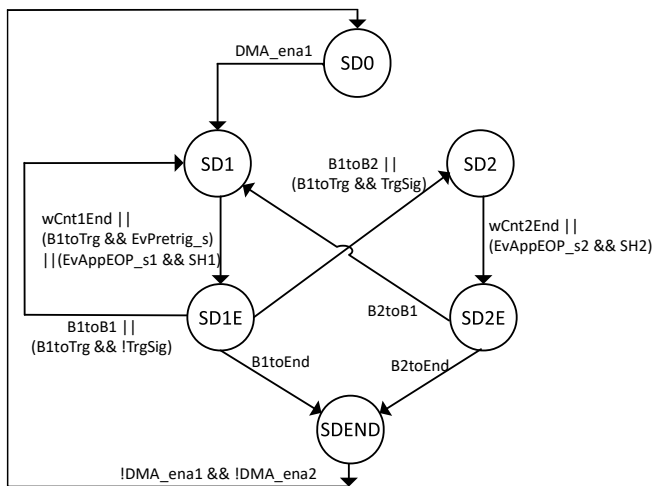 DMA_ena1
SD0
SD1
B1toB2 ||
(B1toTrg && TrgSig)
SD2
wCnt1End ||
(B1toTrg && EvPretrig_s)
||(EvAppEOP_s1 && SH1)
wCnt2End ||
(EvAppEOP_s2 && SH2)
SD1E
B2toB1
SD2E
B1toB1 ||
(B1toTrg && !TrgSig)
B1toEnd
B2toEnd
SDEND
!DMA_ena1 && !DMA_ena2